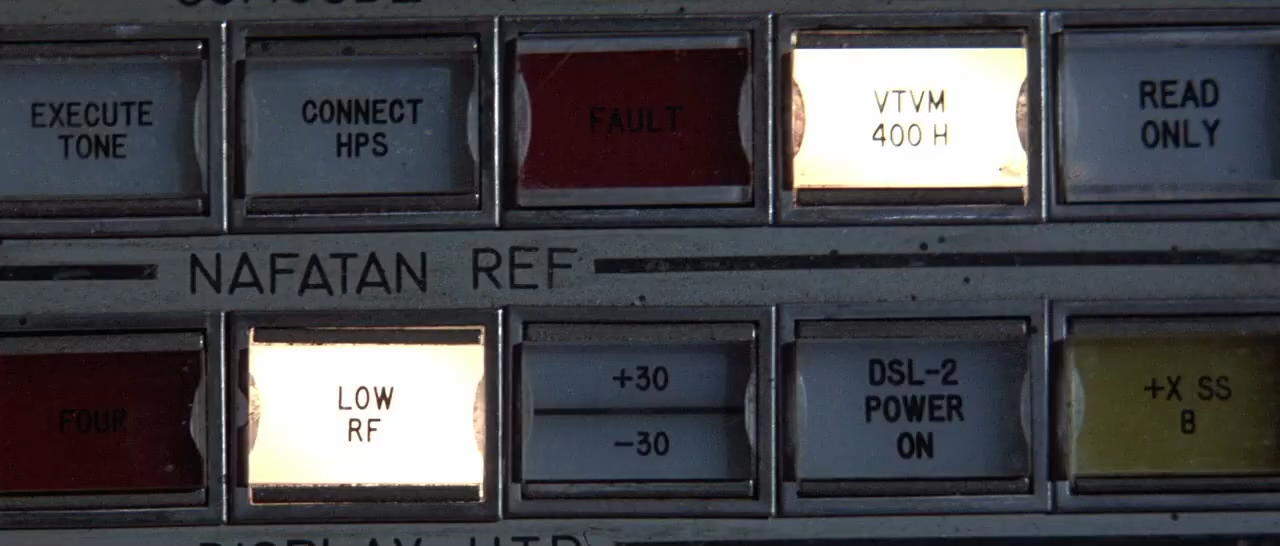 EXECUTE
TONE
CONNECT
HPS
FAULT
VTVM
400 H
READ
ONLY
NAFATAN REF
FOUR
LOW
RF
+30
-30
DSL-2
POWER
ON
+X SS
B